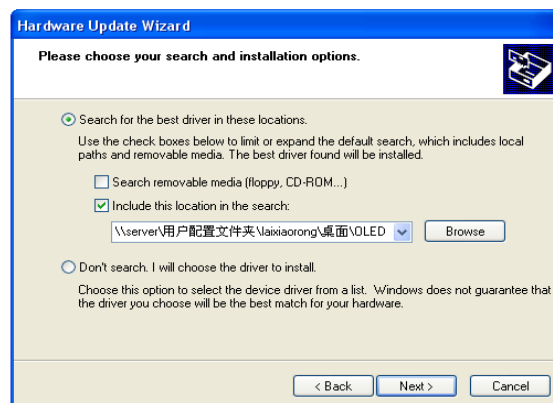 Hardware Update Wizard
Please choose your search and installation options.
Search for the best driver in these locations.
Use the check boxes below to limit or expand the default search, which includes local
paths and removable media. The best driver found will be installed.
Search removable media (floppy, CD-ROM...)
Include this location in the search:
\\server\用户配置文件夹\laixiaorong\桌面\OLED
Browse
Don't search. I will choose the driver to install.
Choose this option to select the device driver from a list. Windows does not guarantee that
the driver you choose will be the best match for your hardware.
< Back Next > Cancel